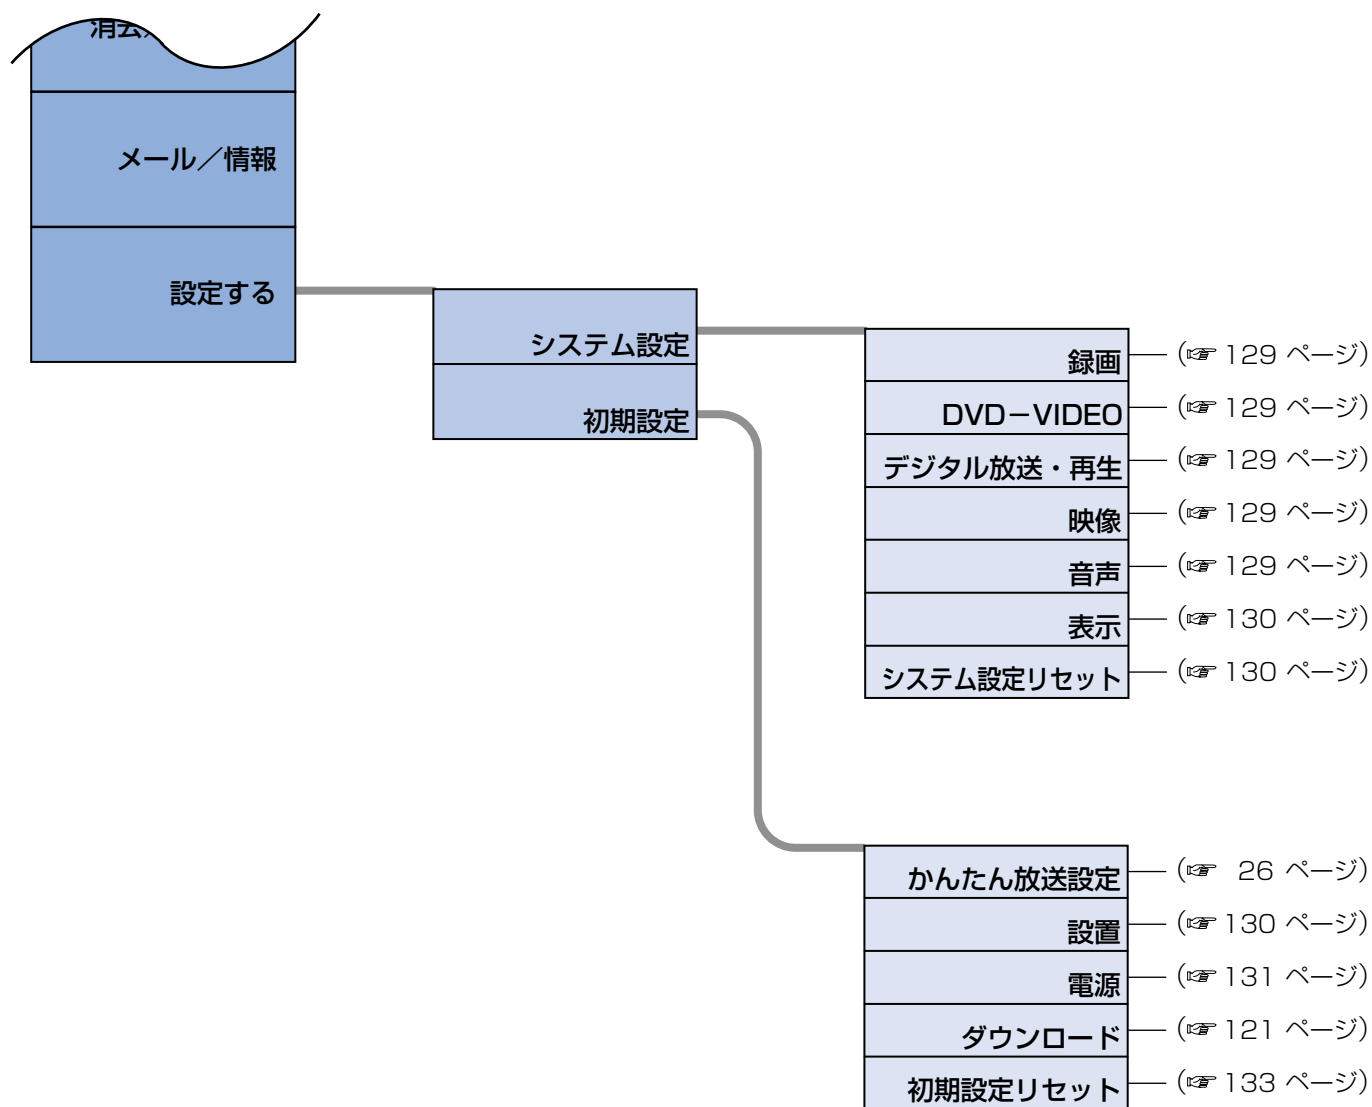 メール／情報
設定する
システム設定
初期設定
録画 (☞ 129 ページ)
DVD－VIDEO (☞ 129 ページ)
デジタル放送・再生 (☞ 129 ページ)
映像 (☞ 129 ページ)
音声 (☞ 129 ページ)
表示 (☞ 130 ページ)
システム設定リセット (☞ 130 ページ)
かんたん放送設定 (☞ 26 ページ)
設置 (☞ 130 ページ)
電源 (☞ 131 ページ)
ダウンロード (☞ 121 ページ)
初期設定リセット (☞ 133 ページ)